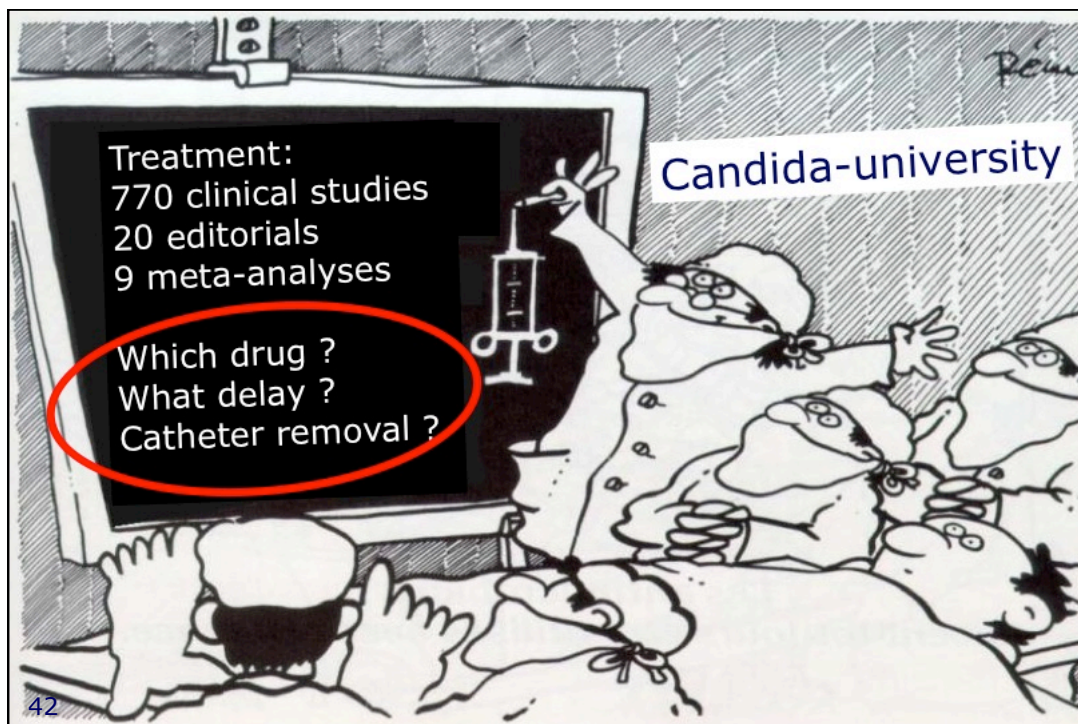 Treatment:
770 clinical studies
20 editorials
9 meta-analyses
Which drug ?
What delay ?
Catheter removal ?
Candida-university
42